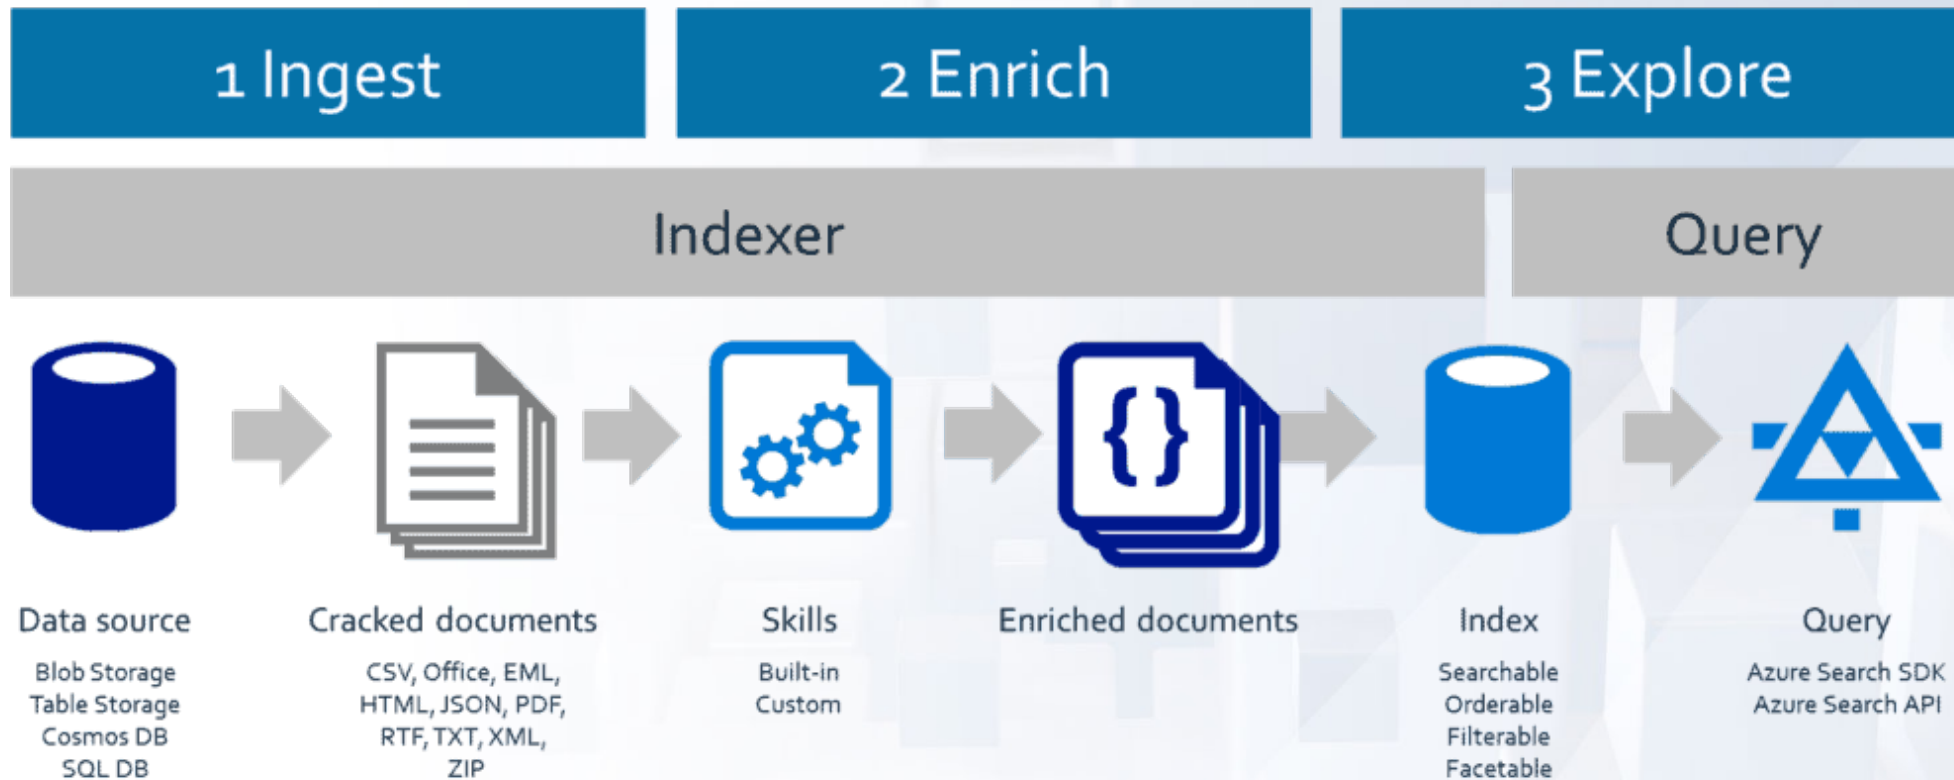 1 Ingest
2 Enrich
3 Explore
Indexer
Query
{}
Data source
Blob Storage
Table Storage
Cosmos DB
SQL DB
Cracked documents
CSV, Office, EML,
HTML, JSON, PDF,
RTF, TXT, XML,
ZIP
Skills
Built-in
Custom
Enriched documents
Index
Searchable
Orderable
Filterable
Facetable
Query
Azure Search SDK
Azure Search API